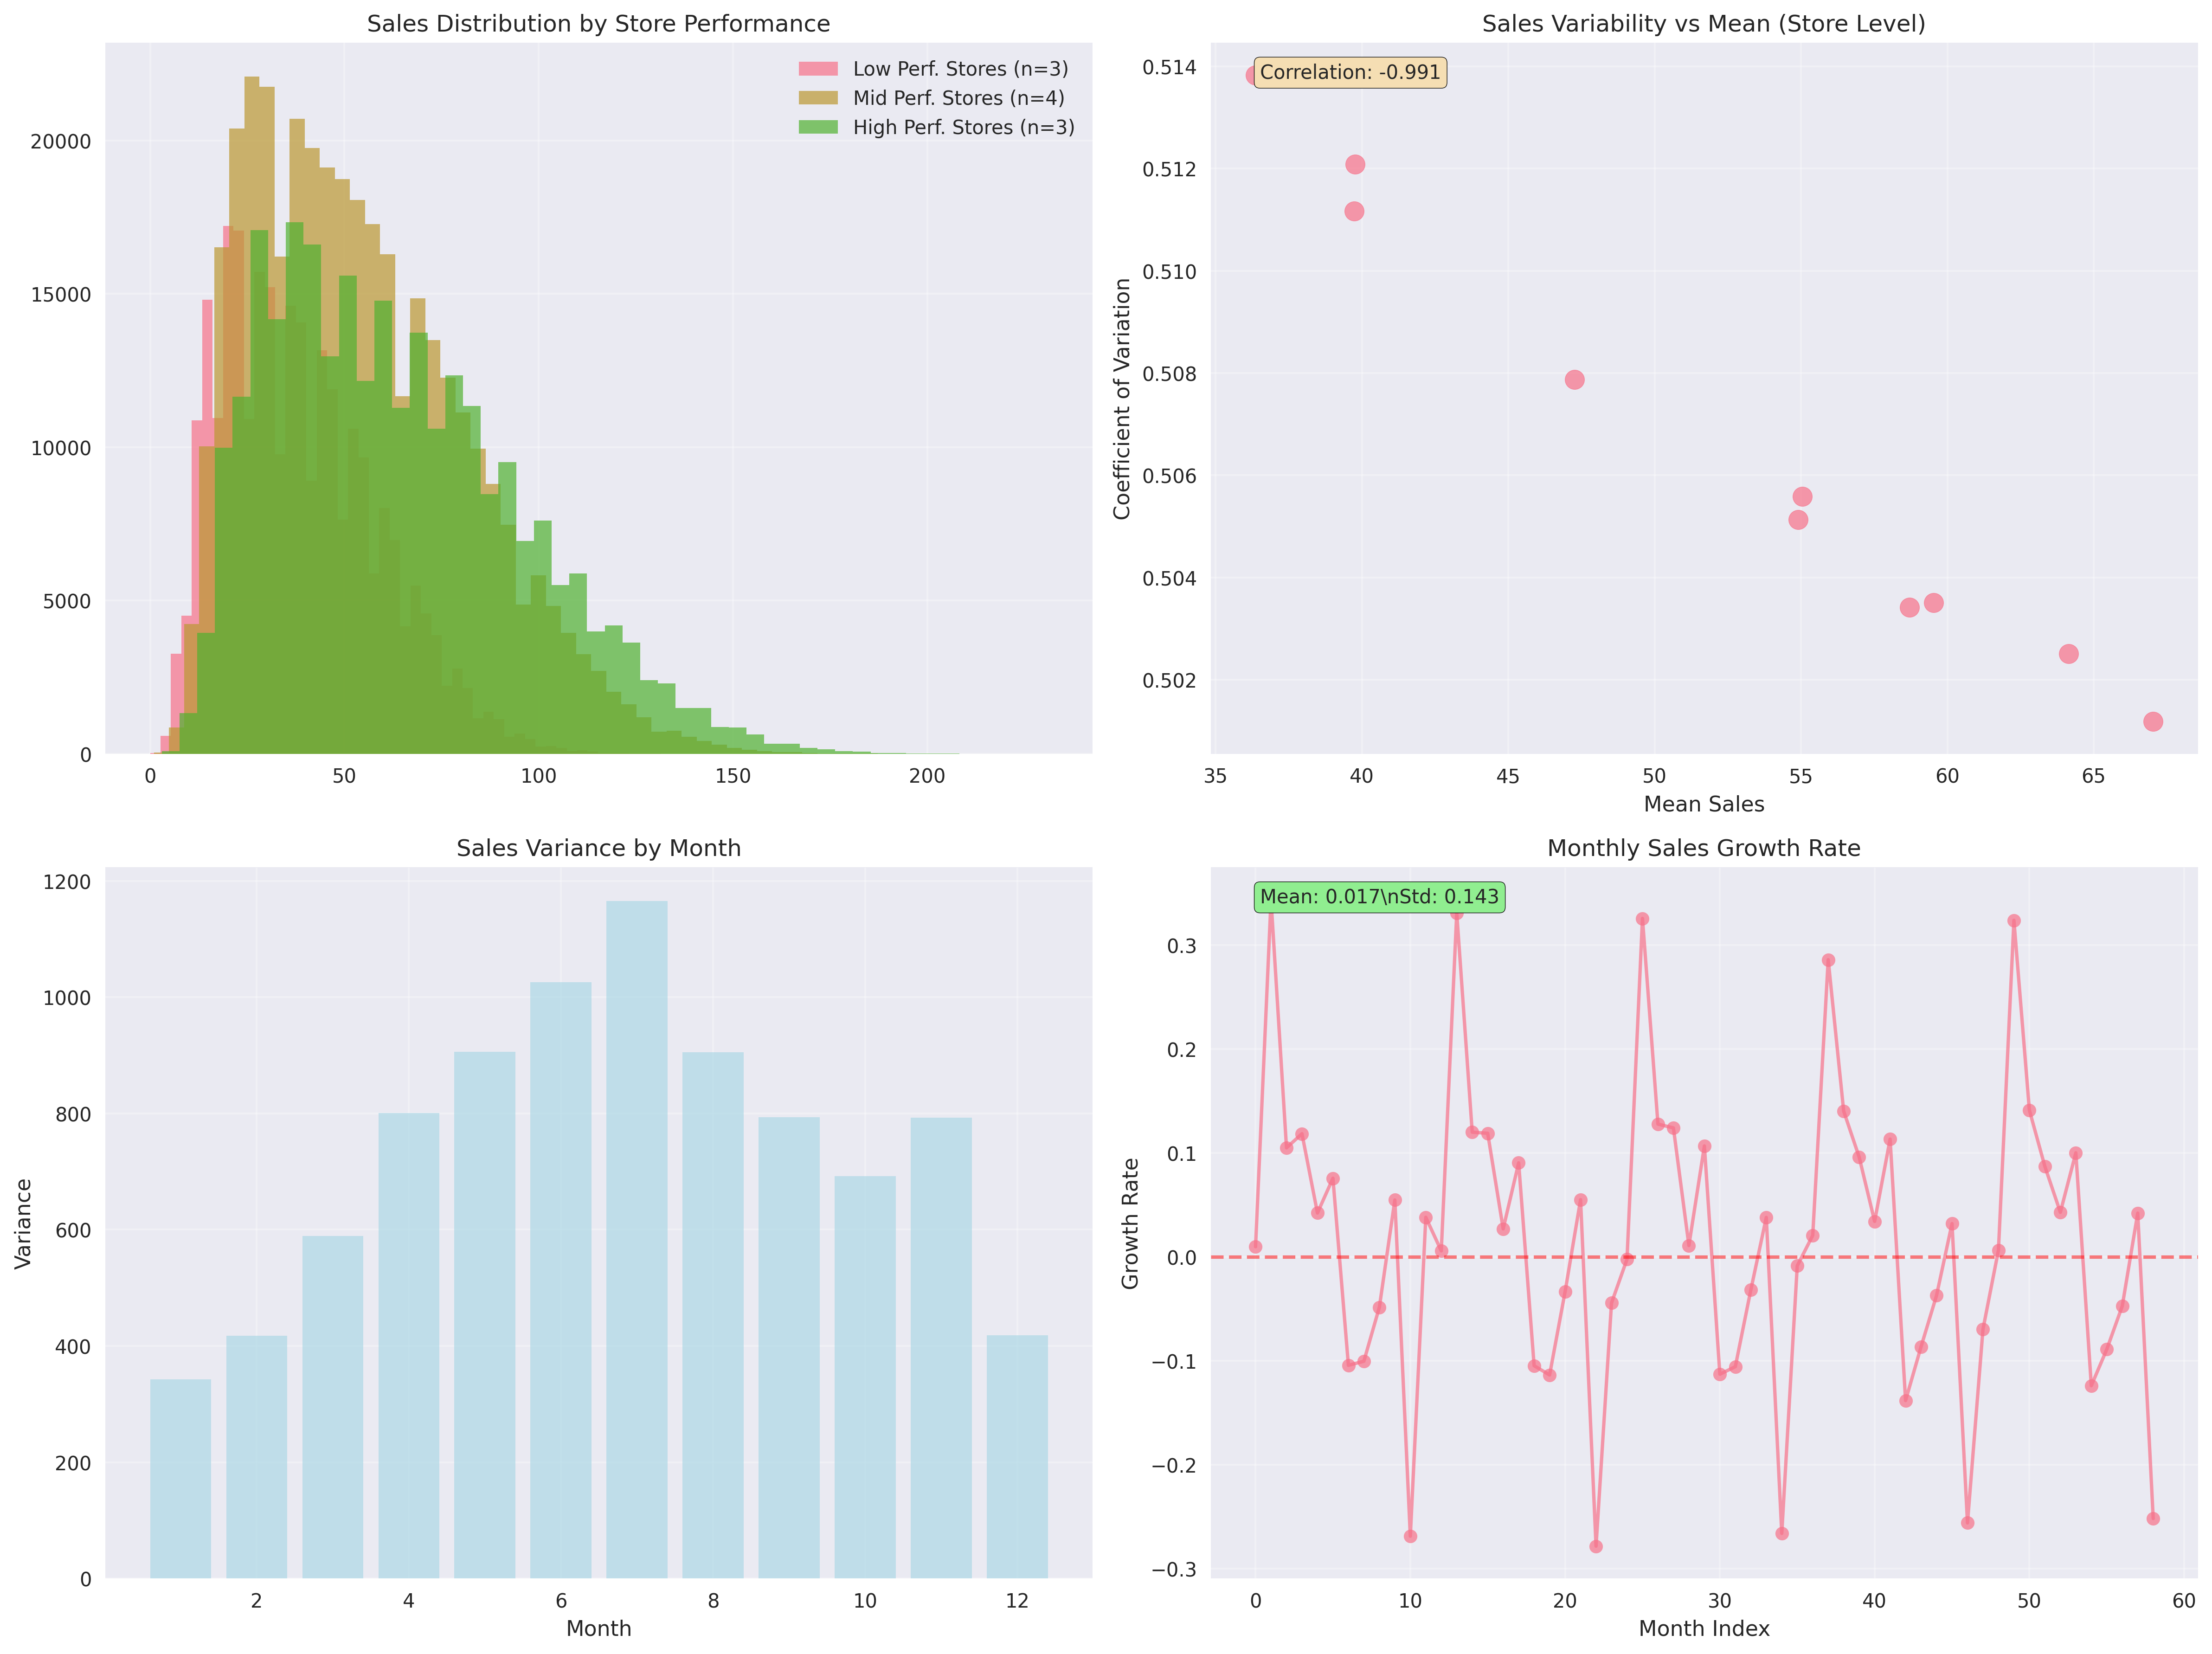 Sales Distribution by Store Performance
Low Perf. Stores (n=3)
Mid Perf. Stores (n=4)
High Perf. Stores (n=3)
20000
15000
10000
5000
0
0 50 100 150 200
Sales Variability vs Mean (Store Level)
Correlation: -0.991
Coefficient of Variation
0.514
0.512
0.510
0.508
0.506
0.504
0.502
35 40 45 50 55 60 65
Mean Sales
Sales Variance by Month
Variance
1200
1000
800
600
400
200
0
2 4 6 8 10 12
Month
Monthly Sales Growth Rate
Mean: 0.017\nStd: 0.143
Growth Rate
0.3
0.2
0.1
0.0
−0.1
−0.2
−0.3
0 10 20 30 40 50 60
Month Index